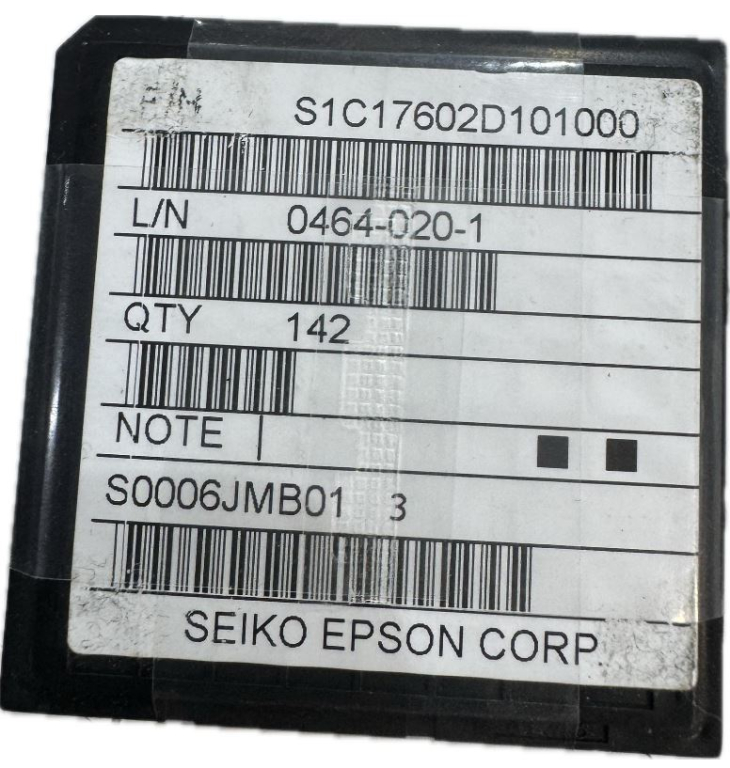 P/N S1C17602D101000
L/N 0464-020-1
QTY 142
NOTE
S0006JMB01 3
SEIKO EPSON CORP.